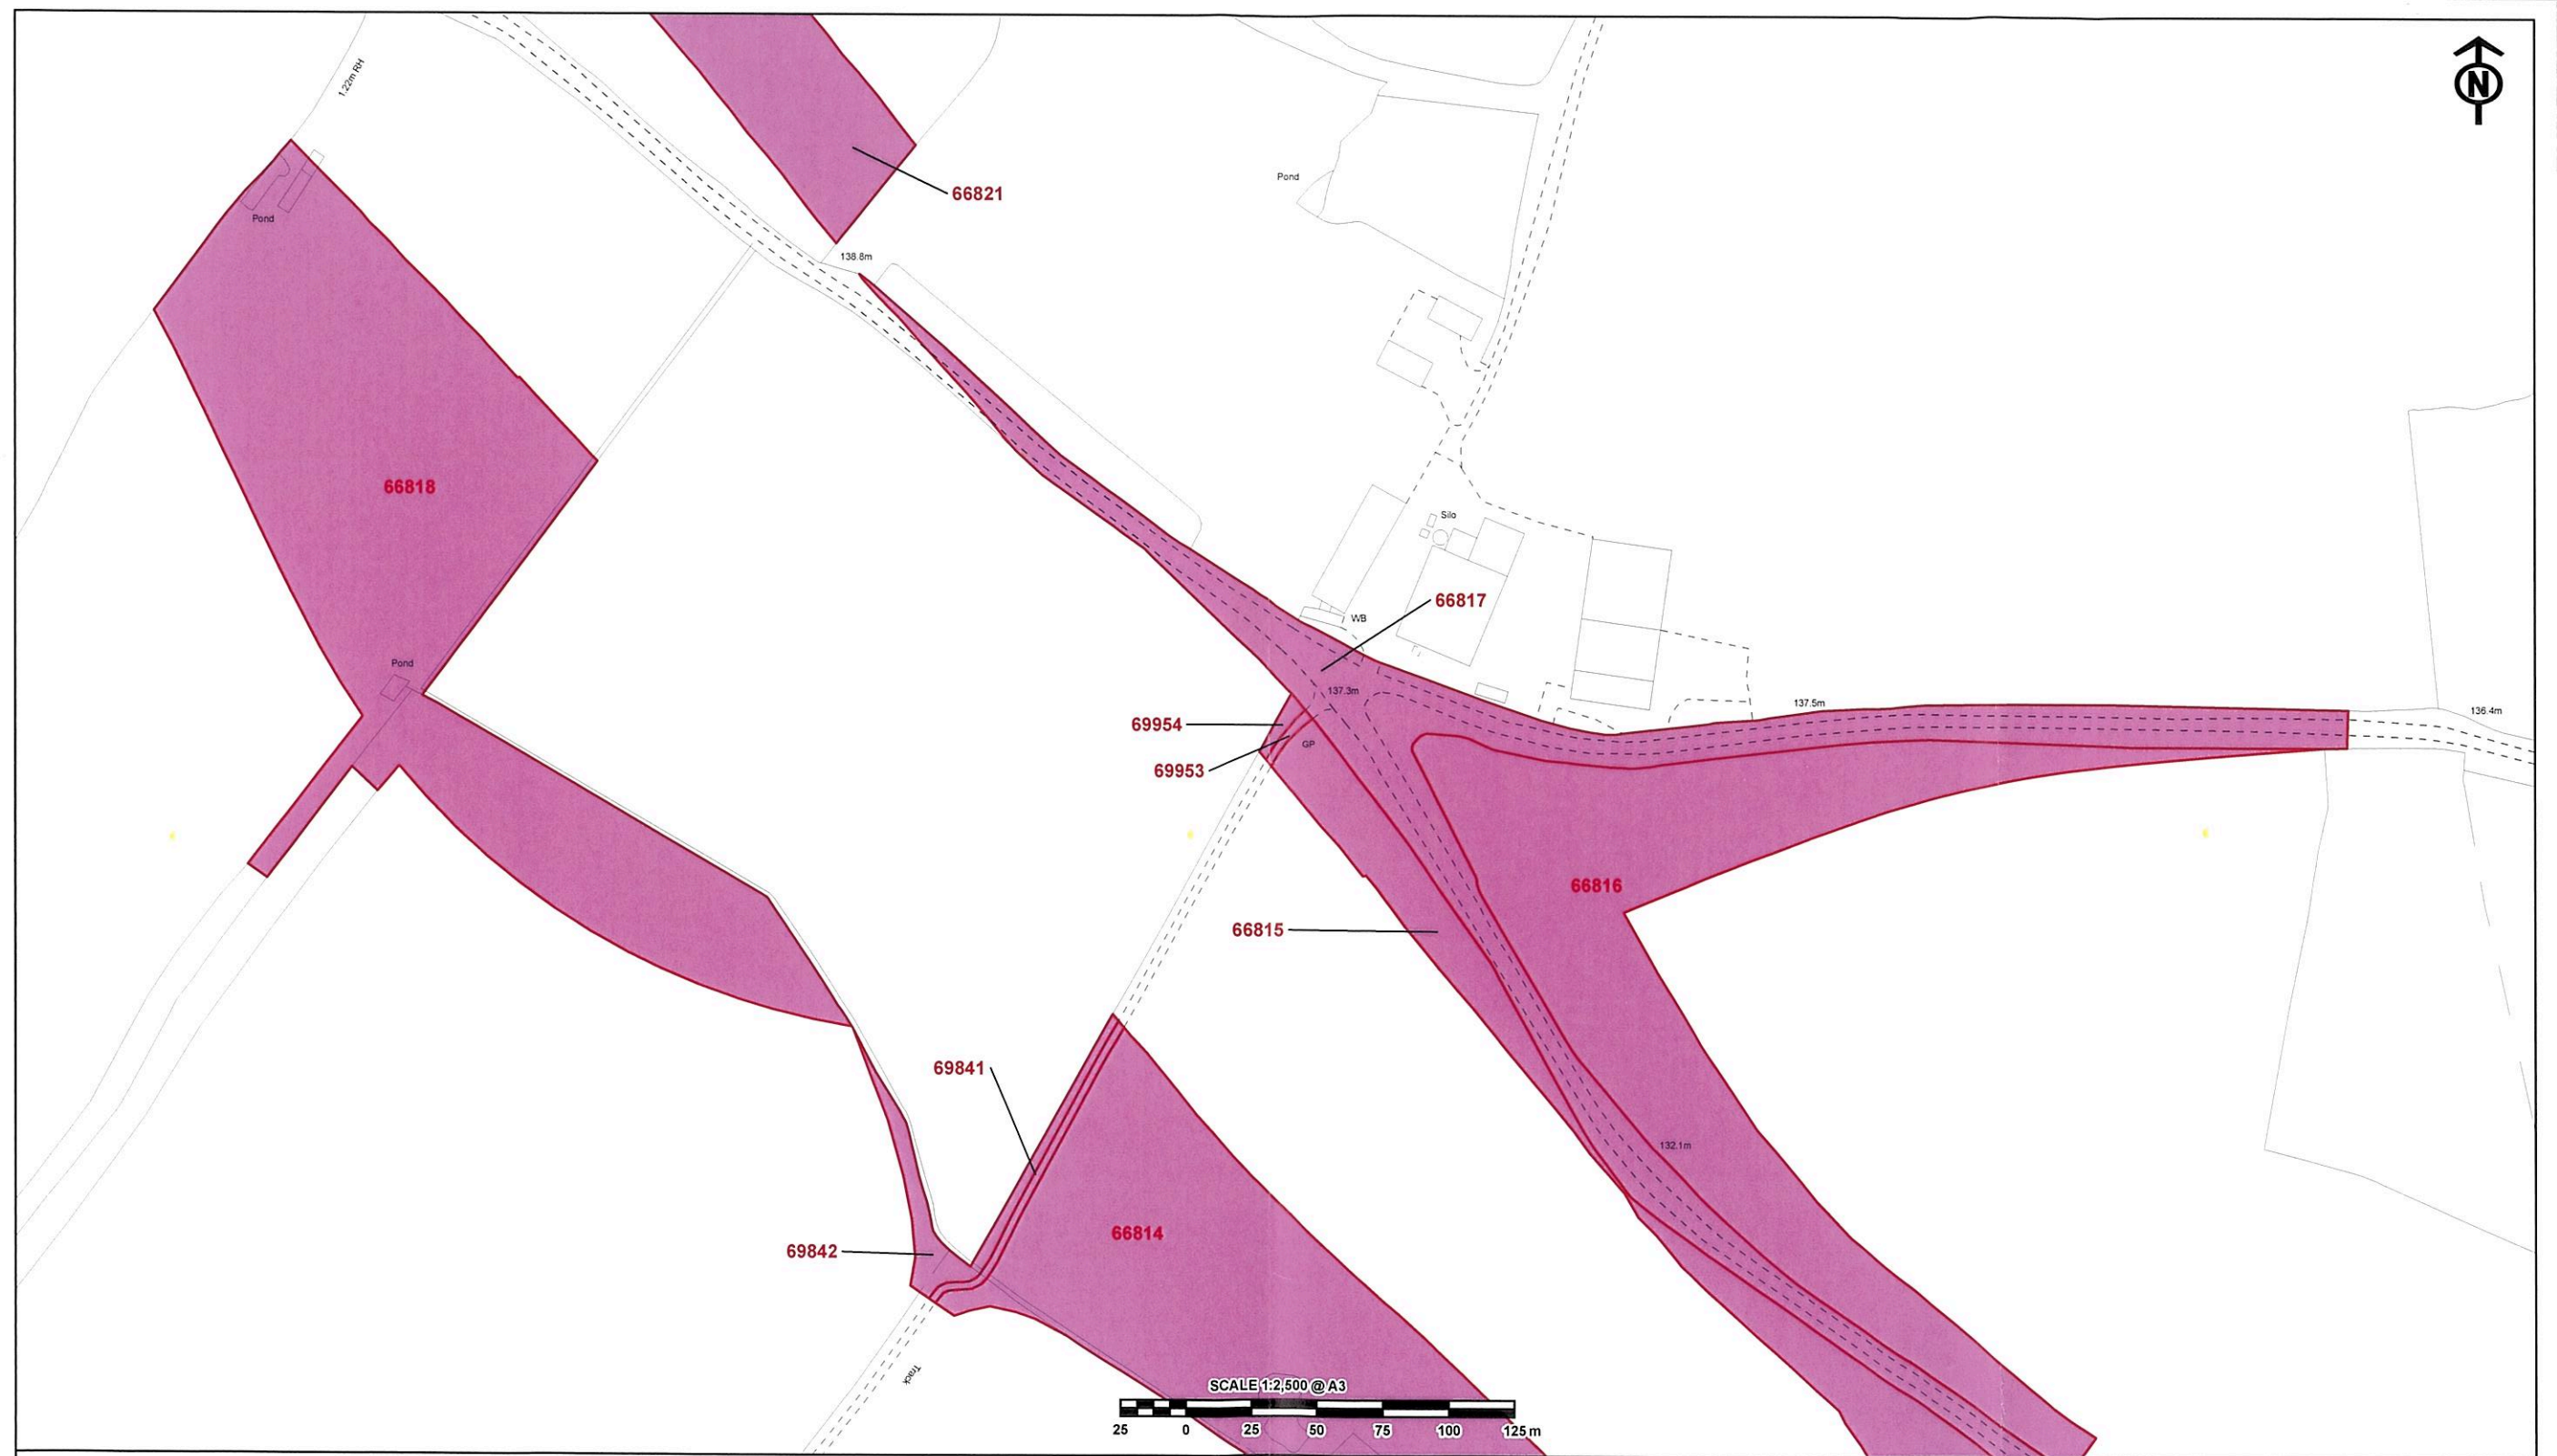 N
1.22m RH
66821
Pond
Pond
138.8m
66818
Silo
66817
WB
Pond
137.3m
137.5m
136.4m
69954
GP
69953
66816
66815
69841
132.1m
66814
69842
Track
SCALE 1:2,500 @ A3
25 0 25 50 75 100 125 m